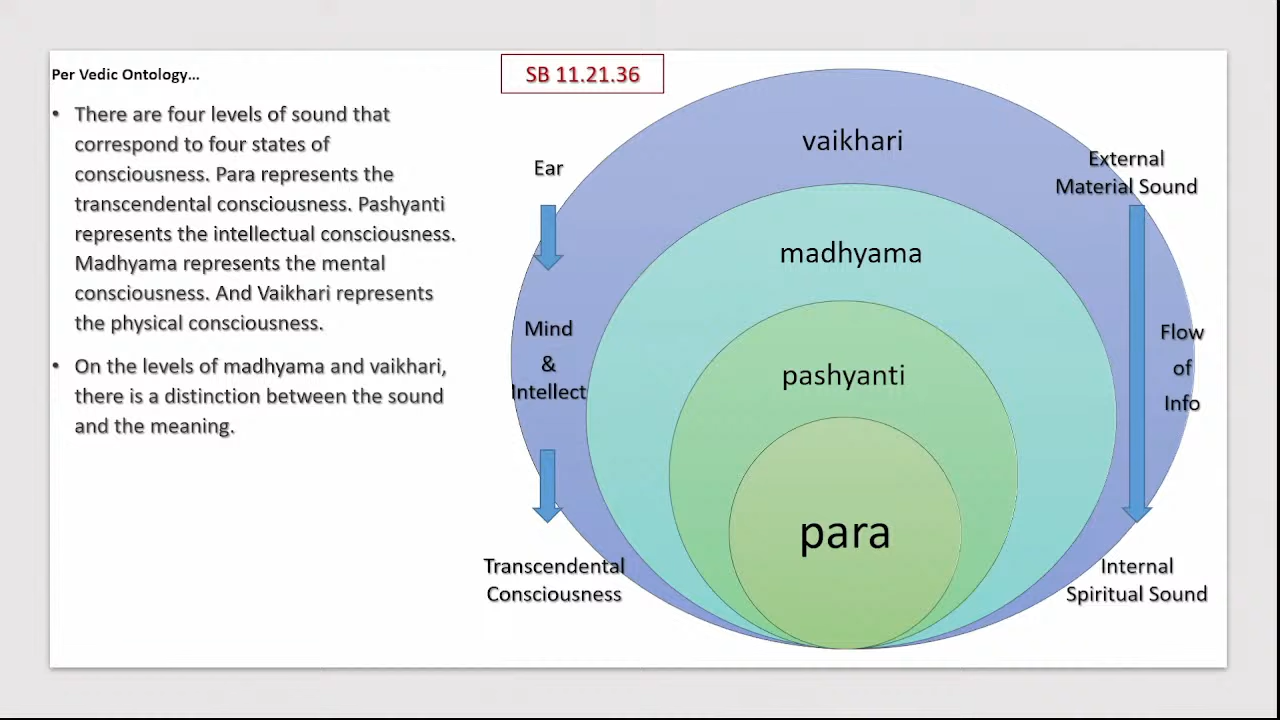 Per Vedic Ontology...
• There are four levels of sound that
correspond to four states of
consciousness. Para represents the
transcendental consciousness. Pashyanti
represents the intellectual consciousness.
Madhyama represents the mental
consciousness. And Vaikhari represents
the physical consciousness.
• On the levels of madhyama and vaikhari,
there is a distinction between the sound
and the meaning.
SB 11.21.36
Ear
Mind
&
Intellect
Transcendental
Consciousness
vaikhari
madhyama
pashyanti
para
External
Material Sound
Flow
of
Info
Internal
Spiritual Sound